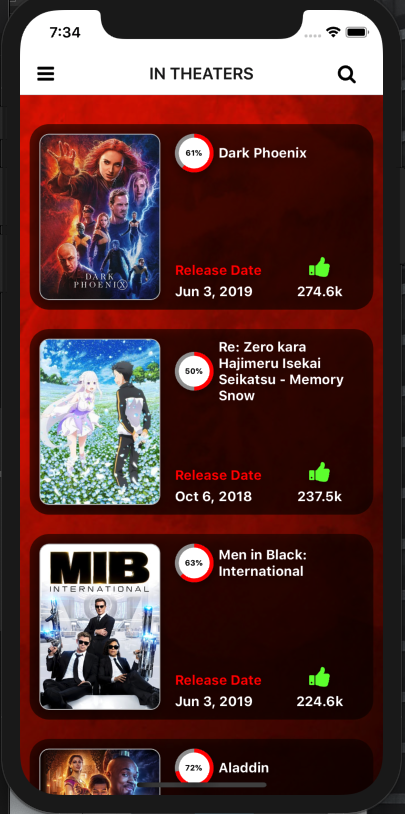 7:34
IN THEATERS
61%
Dark Phoenix
DARK
PHOENIX
Release Date
Jun 3, 2019
274.6k
50%
Re: Zero kara
Hajimeru Isekai
Seikatsu - Memory
Snow
Release Date
Oct 6, 2018
237.5k
MIB
INTERNATIONAL
63%
Men in Black:
International
Release Date
Jun 3, 2019
224.6k
72%
Aladdin